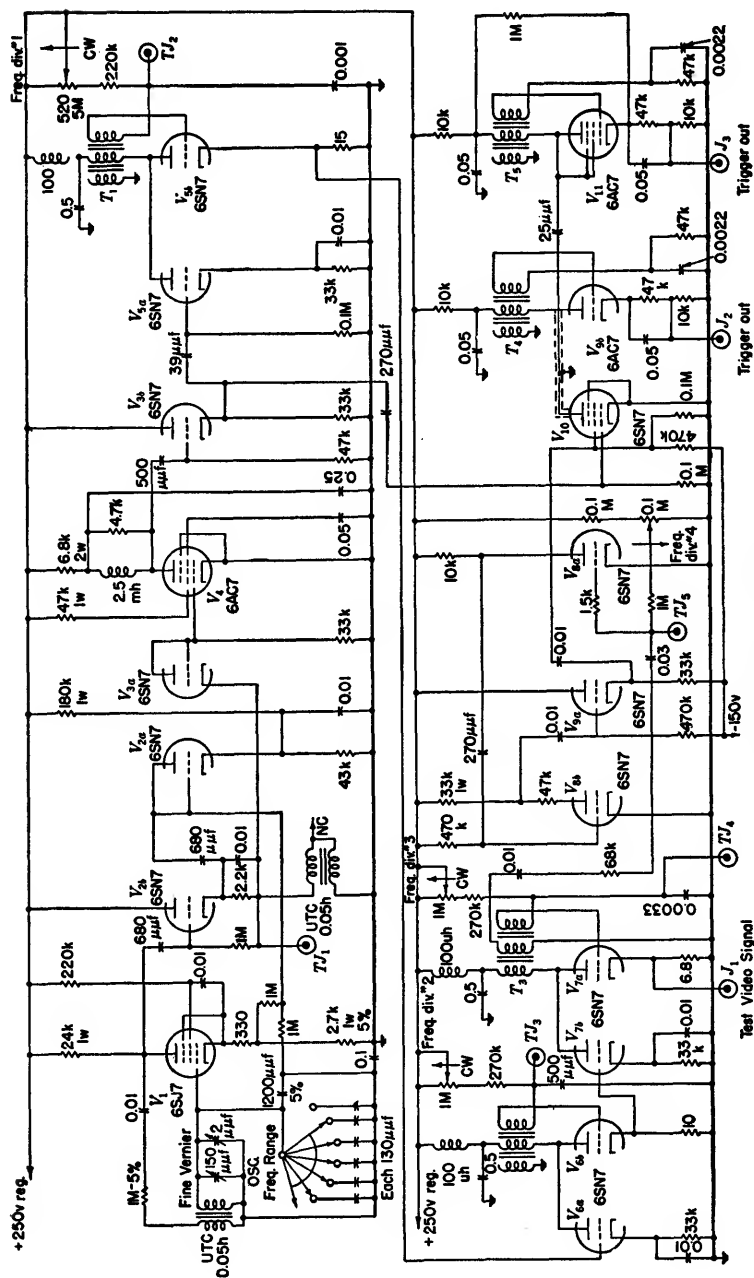 +250v reg.
Freq. div.#1
CW
24k
1w
220k
180k
1w
47k
1w
6.8k
2w
4.7k
2.5
mh
100
0.5
T1
520
5M
220k
TJ2
0.001
0.01
1M-5%
V1
6SJ7
680
μμf
V2b
6SN7
680
μμf
0.01
2.2k
V2a
6SN7
V3a
6SN7
V4
6AC7
500
μμf
V3b
6SN7
39μμf
V5a
6SN7
V5b
6SN7
0.01
330
1M
1M
1M
TJ1
UTC
0.05h
NC
43k
0.01
33k
0.05
0.25
47k
33k
270μμf
0.1M
33k
0.01
15
Fine Vernier
150
μμf
2
μμf
UTC
0.05h
OSC.
Freq. Range
1200μμf
5%
2.7k
1w
5%
0.1
Each 130μμf
+250v reg.
100
uh
0.5
1M
CW
270k
500
μμf
TJ3
Freq. div.#2
100uh
0.5
T3
Freq. div.#3
1M
CW
270k
0.0033
TJ4
0.01
68k
470
k
33k
1w
47k
270μμf
0.01
10k
V6a
V6b
6SN7
V7b
V7a
6SN7
V8b
6SN7
V9a
6SN7
V8a
6SN7
0.01
33k
10
33
k
0.01
6.8
J1
Test Video Signal
470k
33k
-150v
0.01
0.03
1.5k
TJ5
1M
0.1
M
0.1
M
Freq.
div.#4
0.1
M
470k
0.1M
V10
6SN7
25μμf
10k
0.05
T4
V9b
6AC7
47
k
10k
0.05
47k
0.0022
J2
Trigger out
10k
0.05
T5
V11
6AC7
1M
47k
10k
0.05
47k
0.0022
J3
Trigger out